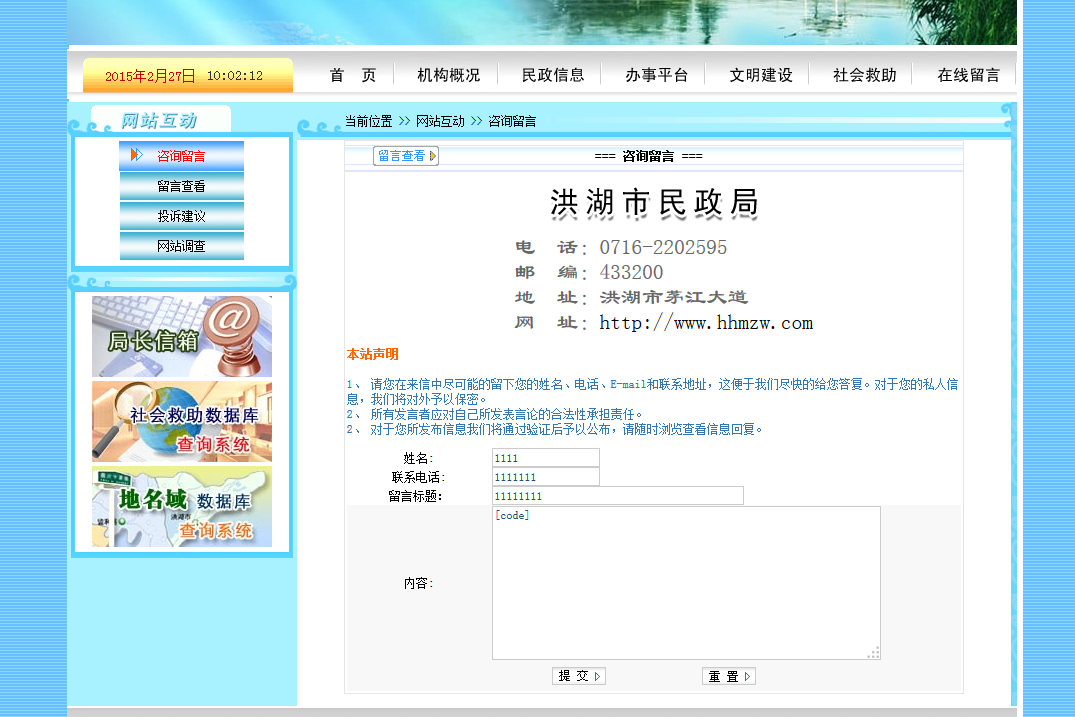 2015年2月27日 10:02:12
首 页 机构概况 民政信息 办事平台 文明建设 社会救助 在线留言
网站互动
当前位置 >> 网站互动 >> 咨询留言
咨询留言
留言查看
投诉建议
网站调查
局长信箱
社会救助数据库
查询系统
地名域 数据库
查询系统
留言查看
=== 咨询留言 ===
洪湖市民政局
电 话：0716-2202595
邮 编：433200
地 址：洪湖市茅江大道
网 址：http://www.hhmzw.com
本站声明
1、 请您在来信中尽可能的留下您的姓名、电话、E-mail和联系地址，这便于我们尽快的给您答复。对于您的私人信
息，我们将对外予以保密。
2、 所有发言者应对自己所发表言论的合法性承担责任。
2、 对于您所发布信息我们将通过验证后予以公布，请随时浏览查看信息回复。
姓名： 1111
联系电话： 1111111
留言标题： 11111111
内容： [code]
提 交 重 置